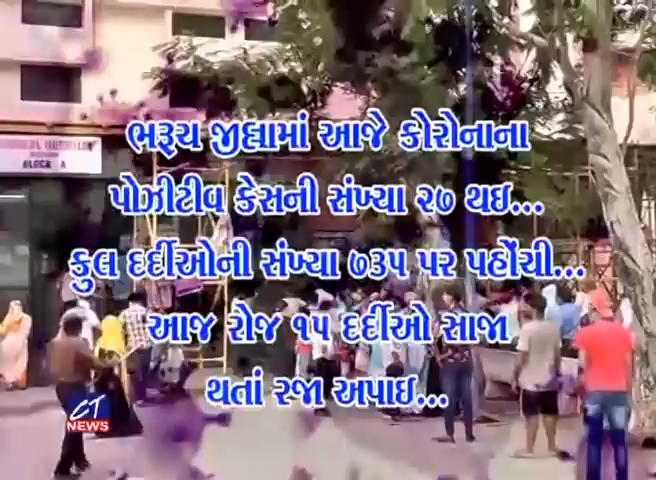 ભરૂચ જીલ્લામાં આજે કોરોનાના
પોઝીટીવ કેસની સંખ્યા ૨૭ થઇ...
કુલ દર્દીઓની સંખ્યા ૭૩૫ પર પહોંચી...
આજ રોજ ૧૫ દર્દીઓ સાજા
થતાં રજા અપાઇ...
BLOCK A
CT
NEWS